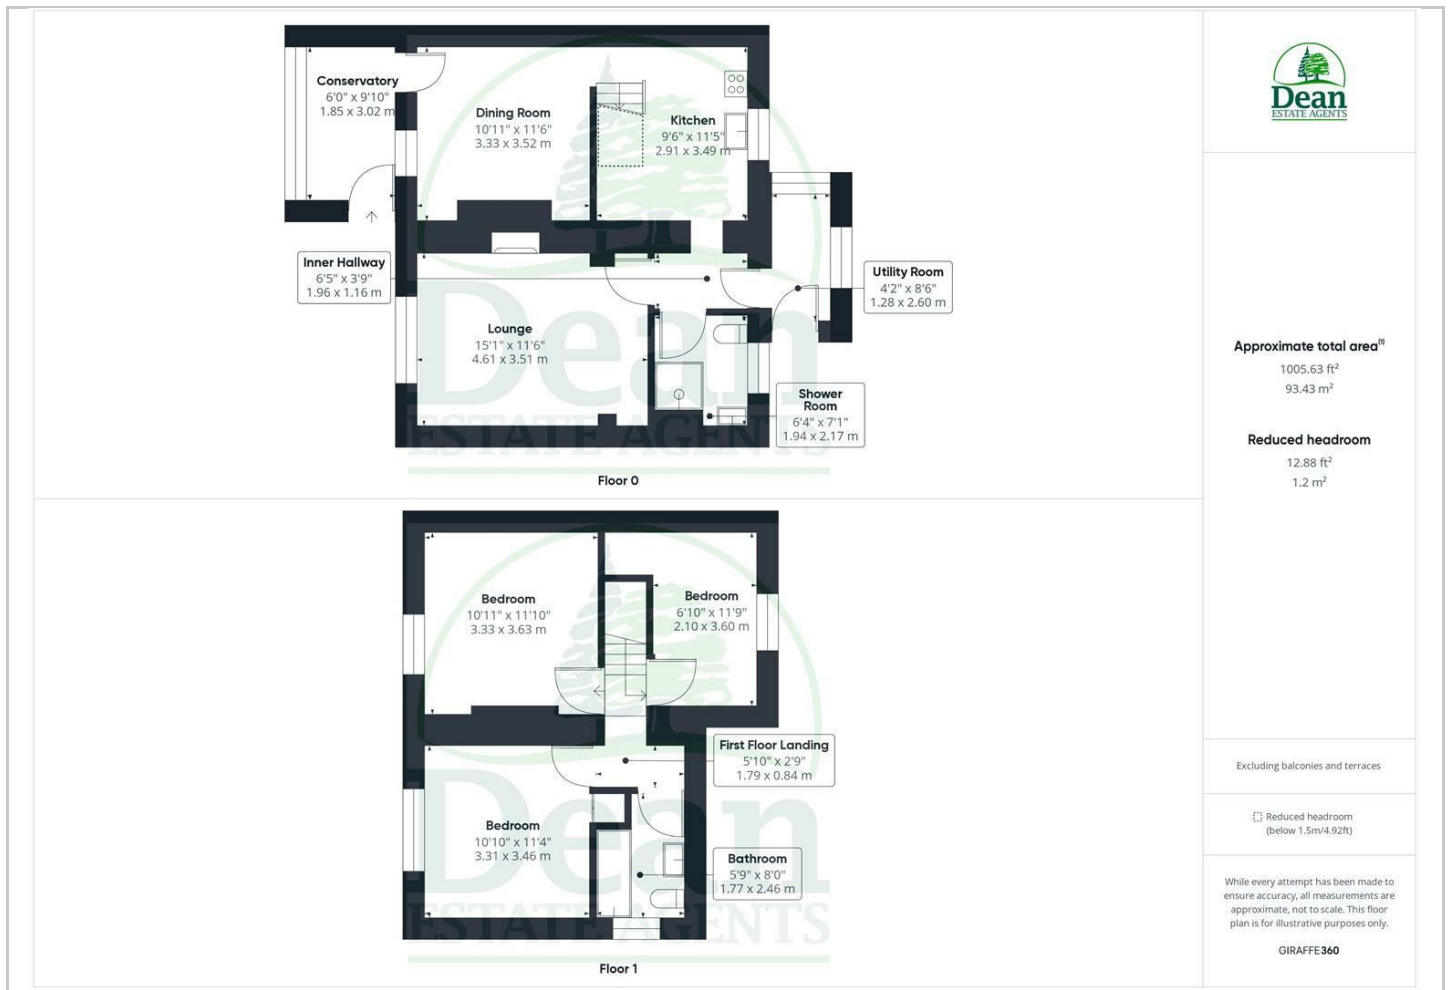 Conservatory
6'0" x 9'10"
1.85 x 3.02 m
Dining Room
10'11" x 11'6"
3.33 x 3.52 m
Kitchen
9'6" x 11'5"
2.91 x 3.49 m
Inner Hallway
6'5" x 3'9"
1.96 x 1.16 m
Utility Room
4'2" x 8'6"
1.28 x 2.60 m
Lounge
15'1" x 11'6"
4.61 x 3.51 m
Shower
Room
6'4" x 7'1"
1.94 x 2.17 m
Dean
ESTATE AGENTS
Floor 0
Bedroom
10'11" x 11'10"
3.33 x 3.63 m
Bedroom
6'10" x 11'9"
2.10 x 3.60 m
First Floor Landing
5'10" x 2'9"
1.79 x 0.84 m
Bedroom
10'10" x 11'4"
3.31 x 3.46 m
Bathroom
5'9" x 8'0"
1.77 x 2.46 m
Dean
ESTATE AGENTS
Floor 1
Dean
ESTATE AGENTS
Approximate total area(1)
1005.63 ft²
93.43 m²
Reduced headroom
12.88 ft²
1.2 m²
Excluding balconies and terraces
Reduced headroom
(below 1.5m/4.92ft)
While every attempt has been made to
ensure accuracy, all measurements are
approximate, not to scale. This floor
plan is for illustrative purposes only.
GIRAFFE360